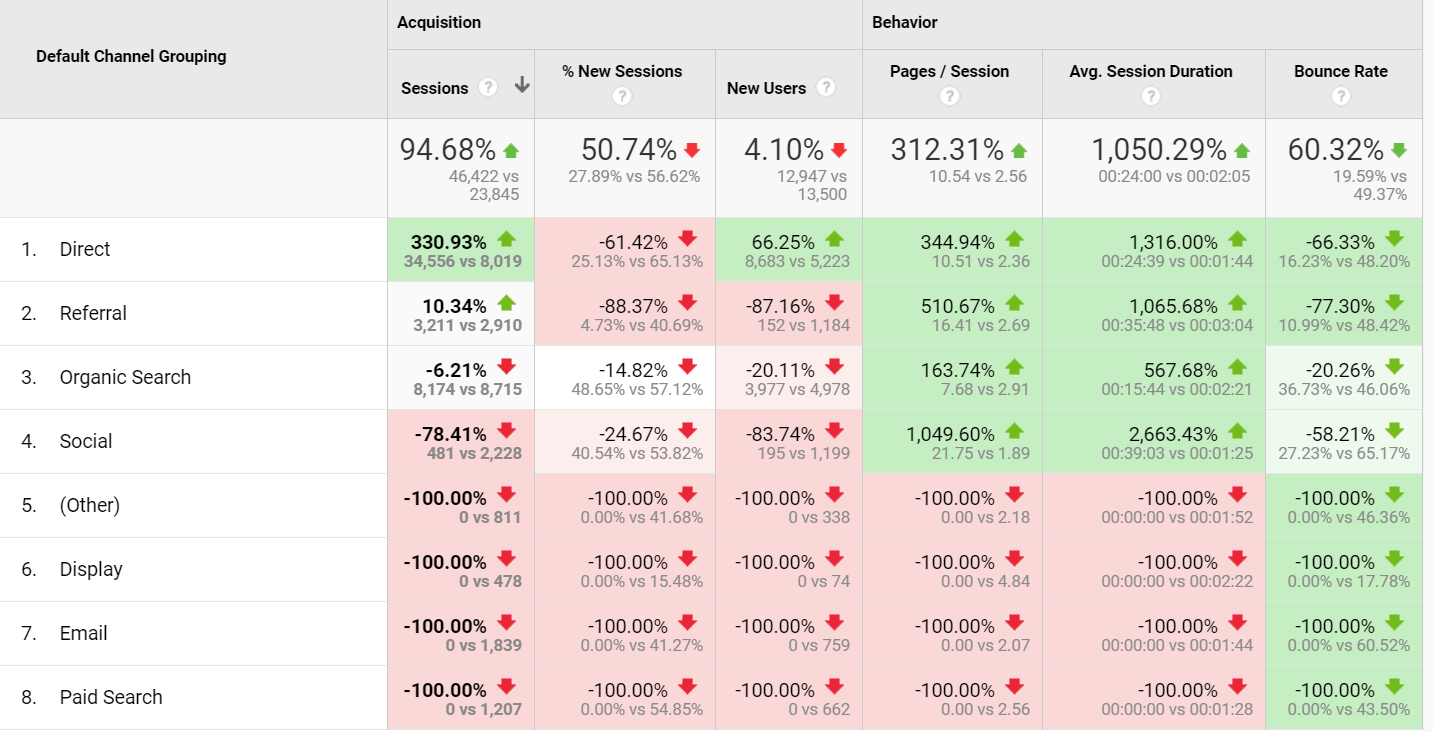 Acquisition
Behavior
Default Channel Grouping
Sessions ?
% New Sessions
?
New Users ?
Pages / Session
?
Avg. Session Duration
?
Bounce Rate
?
94.68%
46,422 vs
23,845
50.74%
27.89% vs 56.62%
4.10%
12,947 vs
13,500
312.31%
10.54 vs 2.56
1,050.29%
00:24:00 vs 00:02:05
60.32%
19.59% vs
49.37%
1. Direct
330.93%
34,556 vs 8,019
-61.42%
25.13% vs 65.13%
66.25%
8,683 vs 5,223
344.94%
10.51 vs 2.36
1,316.00%
00:24:39 vs 00:01:44
-66.33%
16.23% vs 48.20%
2. Referral
10.34%
3,211 vs 2,910
-88.37%
4.73% vs 40.69%
-87.16%
152 vs 1,184
510.67%
16.41 vs 2.69
1,065.68%
00:35:48 vs 00:03:04
-77.30%
10.99% vs 48.42%
3. Organic Search
-6.21%
8,174 vs 8,715
-14.82%
48.65% vs 57.12%
-20.11%
3,977 vs 4,978
163.74%
7.68 vs 2.91
567.68%
00:15:44 vs 00:02:21
-20.26%
36.73% vs 46.06%
4. Social
-78.41%
481 vs 2,228
-24.67%
40.54% vs 53.82%
-83.74%
195 vs 1,199
1,049.60%
21.75 vs 1.89
2,663.43%
00:39:03 vs 00:01:25
-58.21%
27.23% vs 65.17%
5. (Other)
-100.00%
0 vs 811
-100.00%
0.00% vs 41.68%
-100.00%
0 vs 338
-100.00%
0.00 vs 2.18
-100.00%
00:00:00 vs 00:01:52
-100.00%
0.00% vs 46.36%
6. Display
-100.00%
0 vs 478
-100.00%
0.00% vs 15.48%
-100.00%
0 vs 74
-100.00%
0.00 vs 4.84
-100.00%
00:00:00 vs 00:02:22
-100.00%
0.00% vs 17.78%
7. Email
-100.00%
0 vs 1,839
-100.00%
0.00% vs 41.27%
-100.00%
0 vs 759
-100.00%
0.00 vs 2.07
-100.00%
00:00:00 vs 00:01:44
-100.00%
0.00% vs 60.52%
8. Paid Search
-100.00%
0 vs 1,207
-100.00%
0.00% vs 54.85%
-100.00%
0 vs 662
-100.00%
0.00 vs 2.56
-100.00%
00:00:00 vs 00:01:28
-100.00%
0.00% vs 43.50%